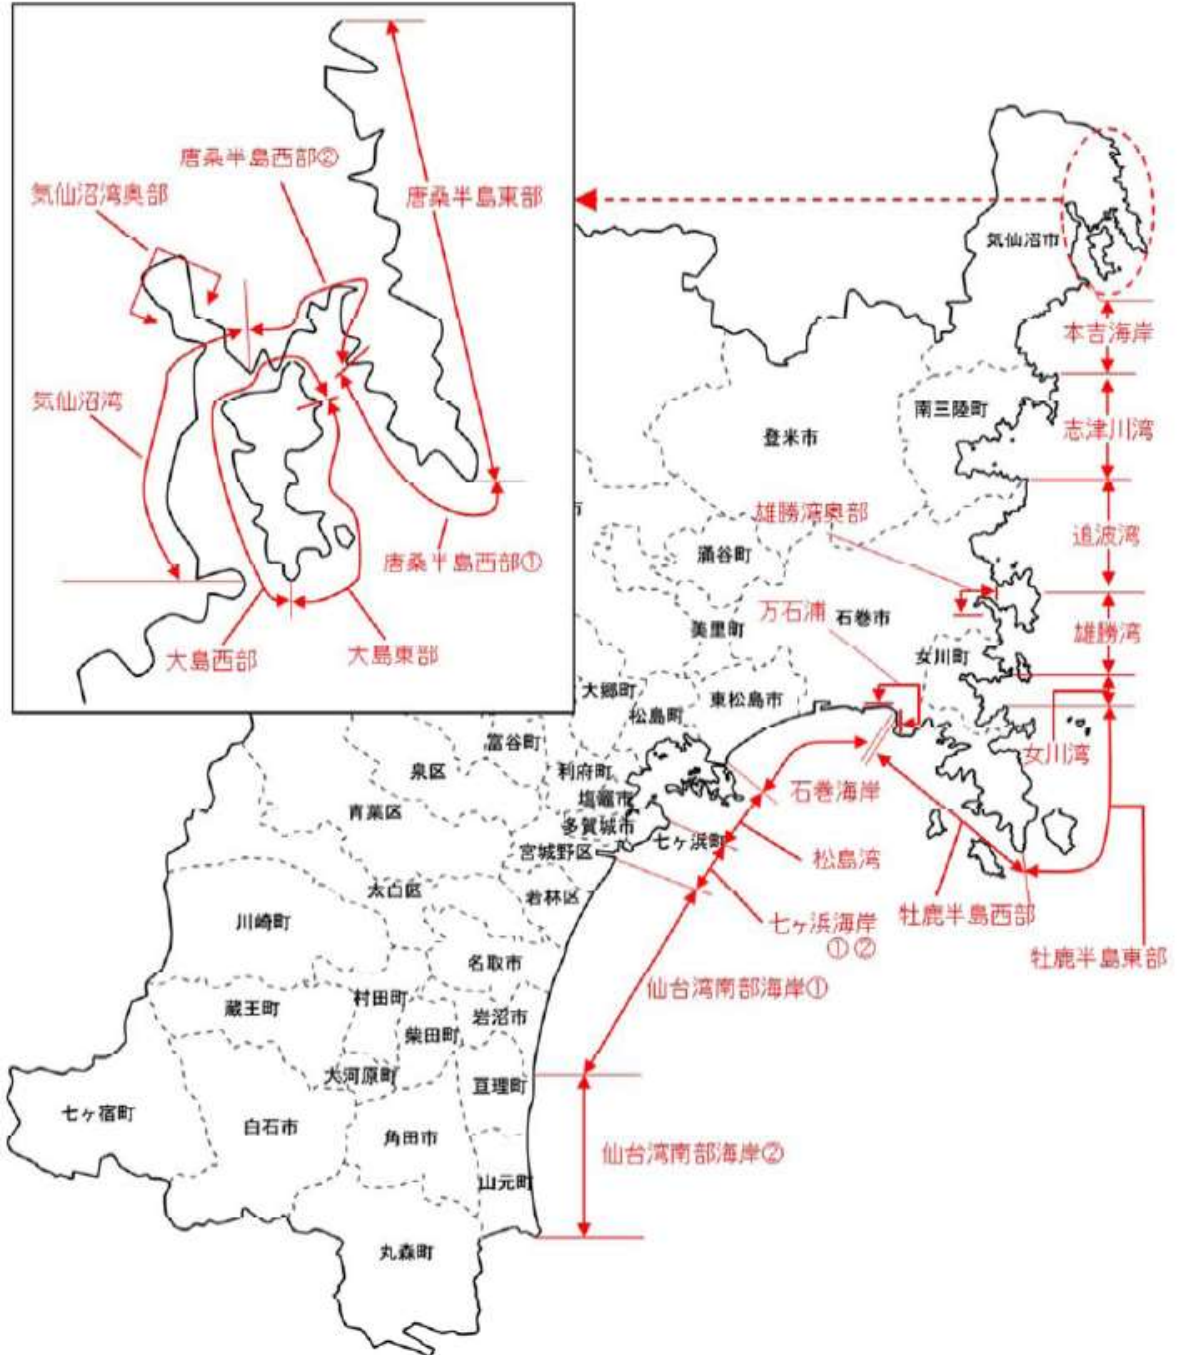 唐桑半島西部②
気仙沼湾奥部
唐桑半島東部
気仙沼湾
唐桑半島西部①
大島西部
大島東部
気仙沼市
本吉海岸
南三陸町
志津川湾
登米市
雄勝湾奥部
追波湾
市
涌谷町
万石浦
石巻市
美里町
雄勝湾
女川町
大郷町
東松島市
松島町
女川湾
富谷町
泉区
利府町
石巻海岸
塩竈市
青葉区
多賀城市
七ヶ浜町
宮城野区
松島湾
太白区
若林区
川崎町
牡鹿半島西部
七ヶ浜海岸
①②
牡鹿半島東部
名取市
仙台湾南部海岸①
村田町
蔵王町
岩沼市
柴田町
大河原町
亘理町
七ヶ宿町
白石市
角田市
仙台湾南部海岸②
山元町
丸森町